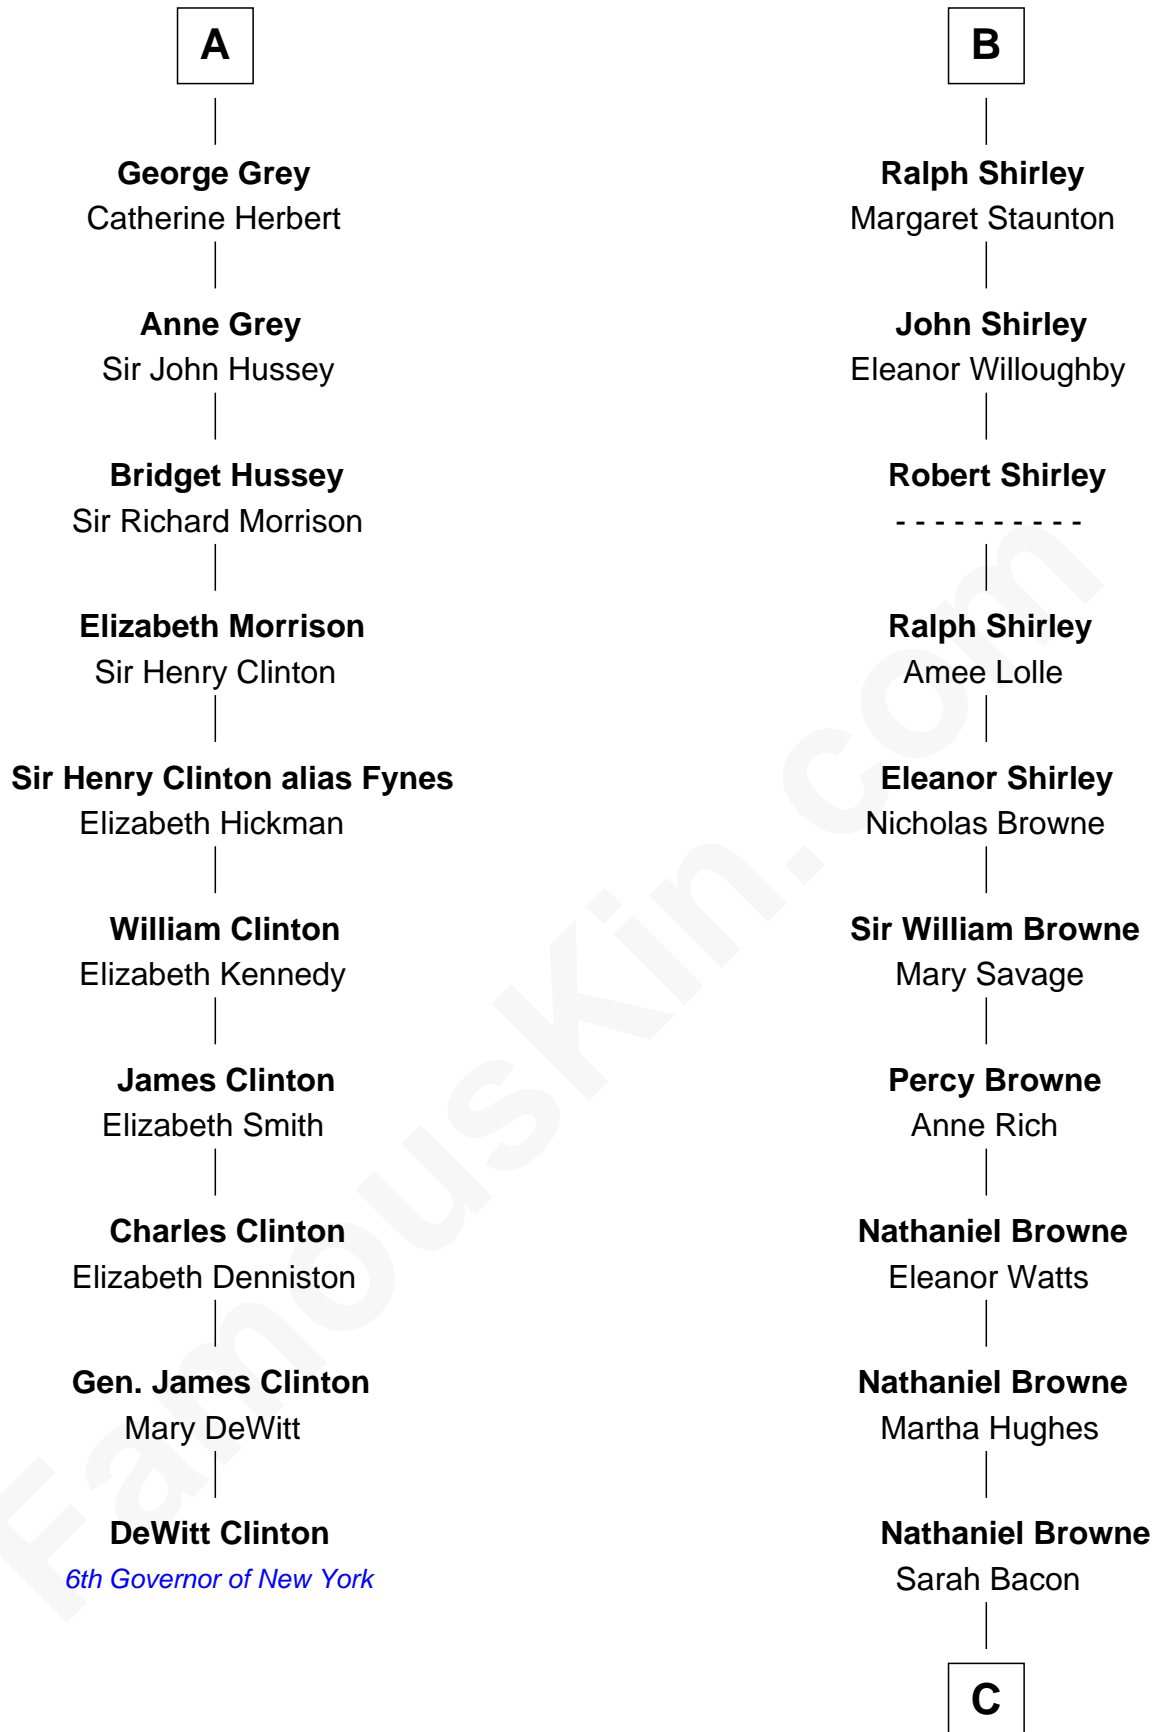 A
George Grey
Catherine Herbert
Anne Grey
Sir John Hussey
Bridget Hussey
Sir Richard Morrison
Elizabeth Morrison
Sir Henry Clinton
Sir Henry Clinton alias Fynes
Elizabeth Hickman
William Clinton
Elizabeth Kennedy
James Clinton
Elizabeth Smith
Charles Clinton
Elizabeth Denniston
Gen. James Clinton
Mary DeWitt
DeWitt Clinton
6th Governor of New York
B
Ralph Shirley
Margaret Staunton
John Shirley
Eleanor Willoughby
Robert Shirley
- - - - - - - - - -
Ralph Shirley
Amee Lolle
Eleanor Shirley
Nicholas Browne
Sir William Browne
Mary Savage
Percy Browne
Anne Rich
Nathaniel Browne
Eleanor Watts
Nathaniel Browne
Martha Hughes
Nathaniel Browne
Sarah Bacon
C
FamousKin.com